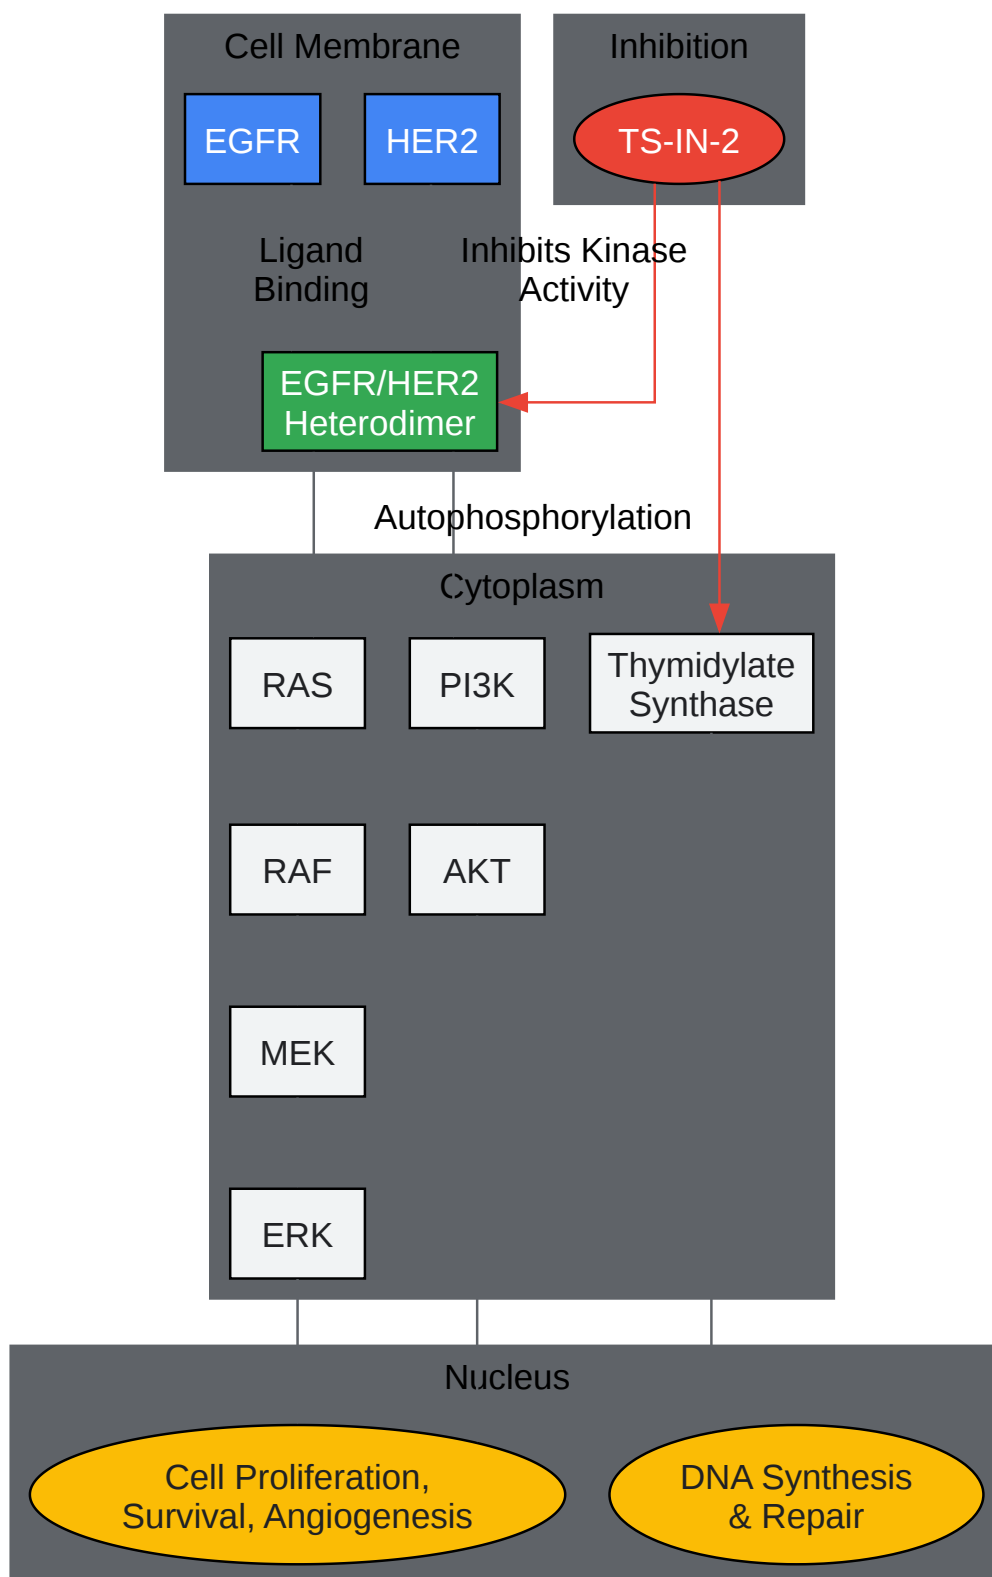 Cell Membrane
Inhibition
EGFR
HER2
TS-IN-2
Ligand
Binding
Inhibits Kinase
Activity
EGFR/HER2
Heterodimer
Autophosphorylation
Cytoplasm
RAS
PI3K
Thymidylate
Synthase
RAF
AKT
MEK
ERK
Nucleus
Cell Proliferation,
Survival, Angiogenesis
DNA Synthesis
& Repair